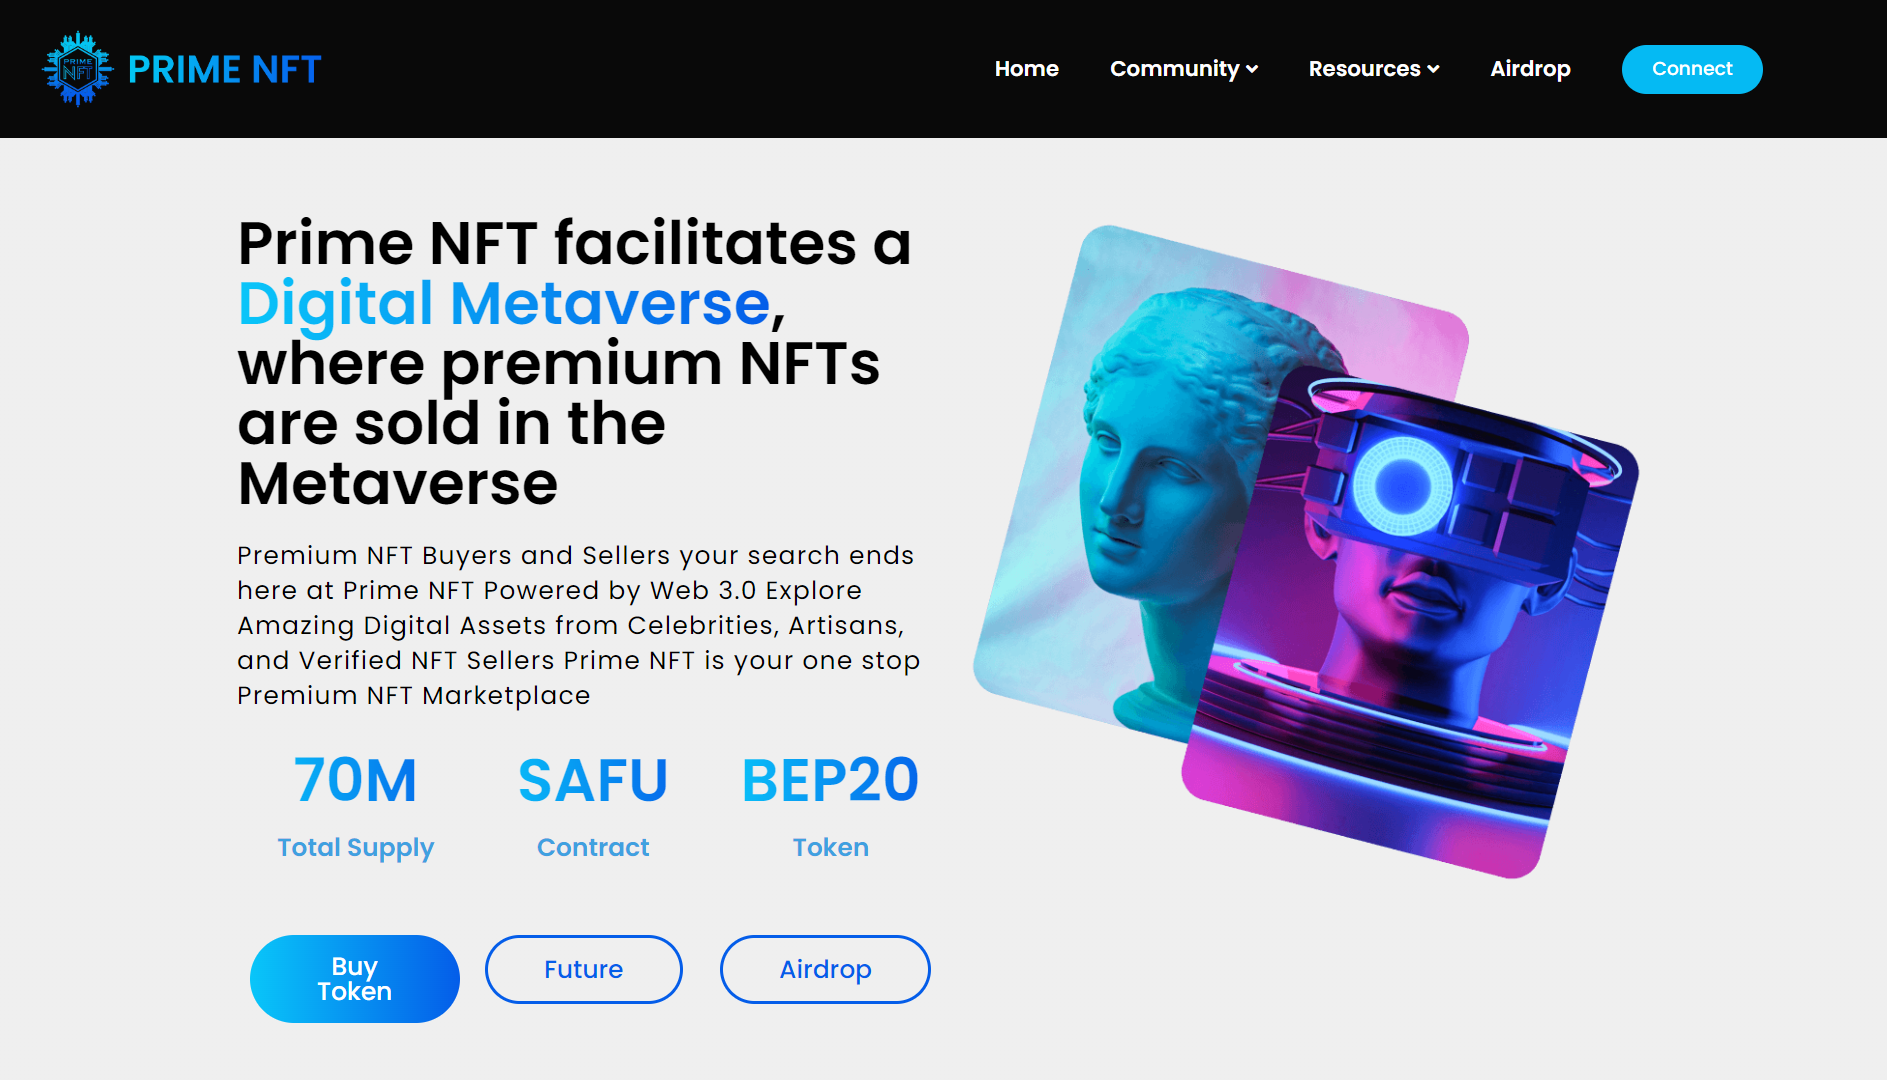 PRIME NFT
PRIME NFT
Home
Community
Resources
Airdrop
Connect
Prime NFT facilitates a
Digital Metaverse,
where premium NFTs
are sold in the
Metaverse
Premium NFT Buyers and Sellers your search ends
here at Prime NFT Powered by Web 3.0 Explore
Amazing Digital Assets from Celebrities, Artisans,
and Verified NFT Sellers Prime NFT is your one stop
Premium NFT Marketplace
70M
Total Supply
SAFU
Contract
BEP20
Token
Buy
Token
Future
Airdrop